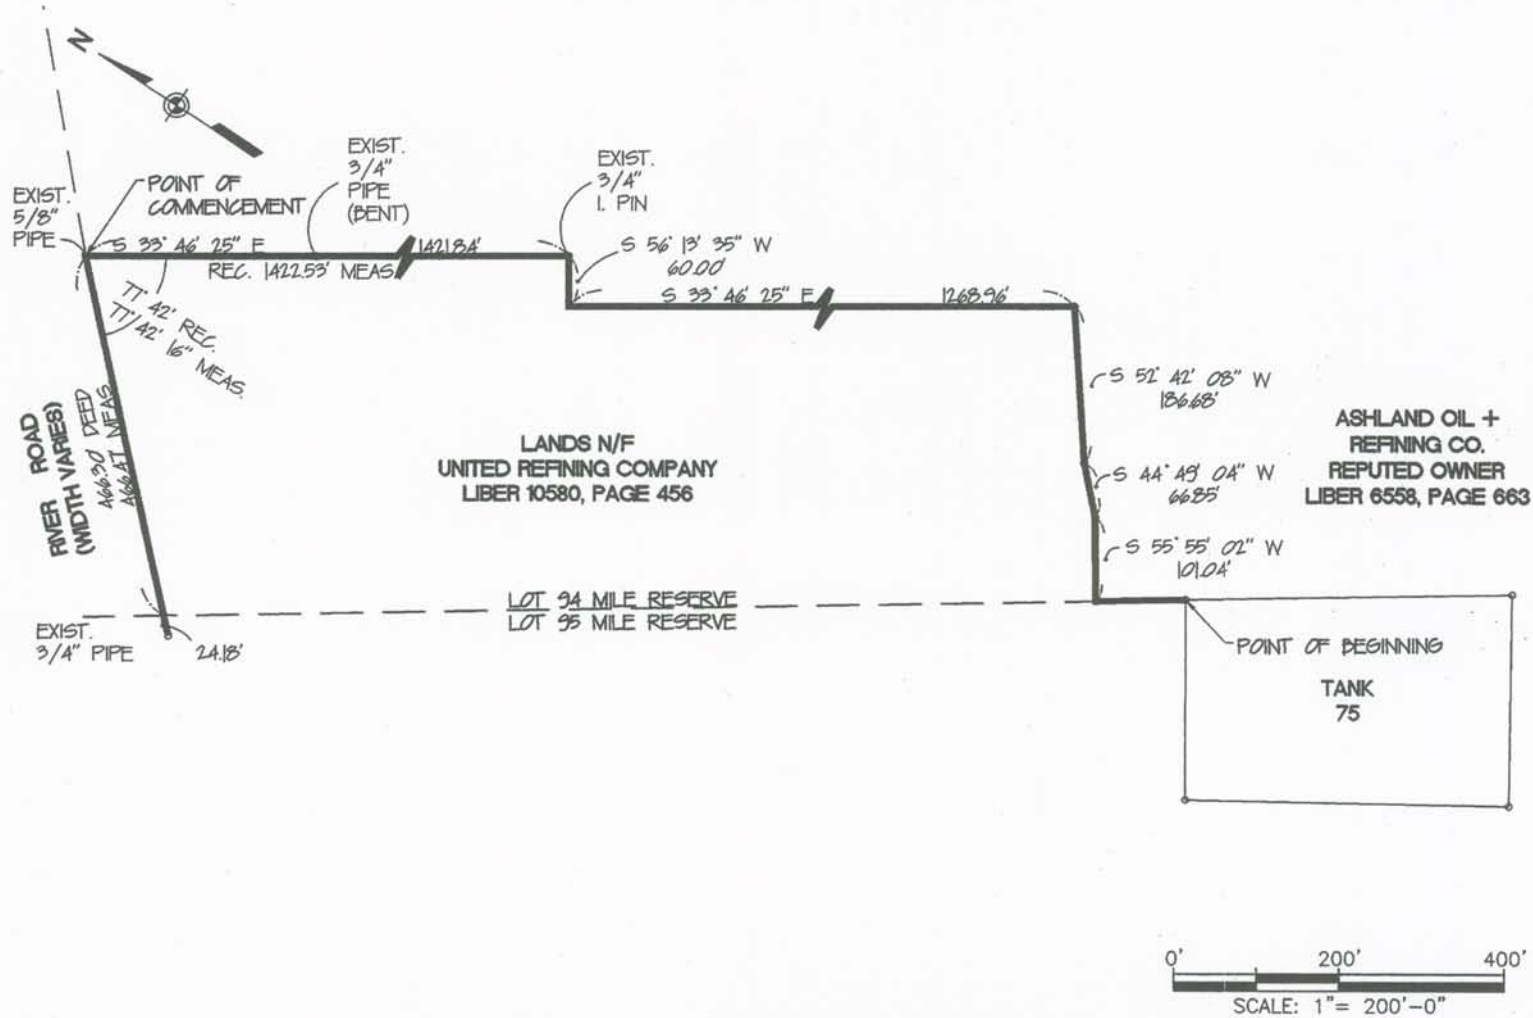 N
EXIST.
5/8"
PIPE
POINT OF
COMMENCEMENT
EXIST.
3/4"
PIPE
(BENT)
EXIST.
3/4"
I. PIN
S 33° 46' 25" E
1421.84'
REC. 1422.53' MEAS.
S 56° 13' 35" W
60.00'
S 33° 46' 25" E
1268.96'
77° 42' REC.
77° 42' 16" MEAS.
RIVER ROAD
(WIDTH VARIES)
466.30' DEED
466.47' MEAS.
LANDS N/F
UNITED REFINING COMPANY
LIBER 10580, PAGE 456
S 52° 42' 08" W
186.68'
S 44° 49' 04" W
66.85'
S 55° 55' 02" W
101.04'
ASHLAND OIL +
REFINING CO.
REPUTED OWNER
LIBER 6558, PAGE 663
LOT 94 MILE RESERVE
LOT 95 MILE RESERVE
EXIST.
3/4" PIPE
24.18'
POINT OF BEGINNING
TANK
75
0' 200' 400'
SCALE: 1"= 200'-0"